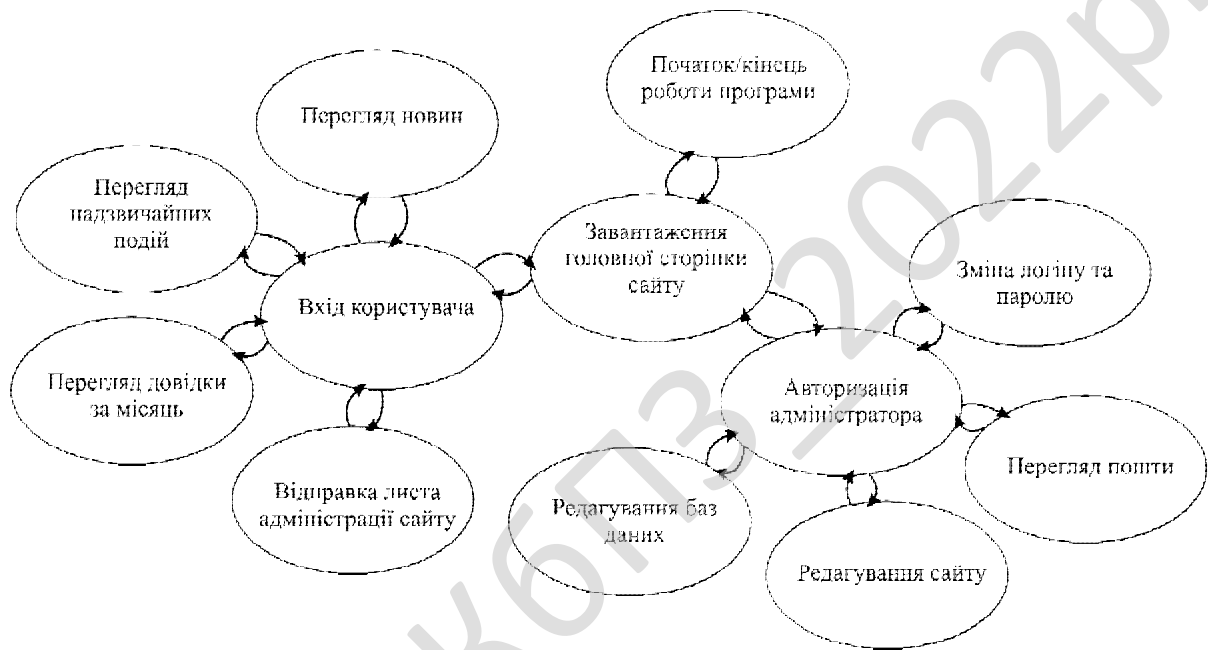 Початок/кінець
роботи програми
Перегляд новин
Перегляд
надзвичайних
подій
Завантаження
головної сторінки
сайту
Зміна логіну та
паролю
Вхід користувача
Перегляд довідки
за місяць
Авторизація
адміністратора
Перегляд пошти
Відправка листа
адміністрації сайту
Редагування баз
даних
Редагування сайту
КбПЗ_2022р